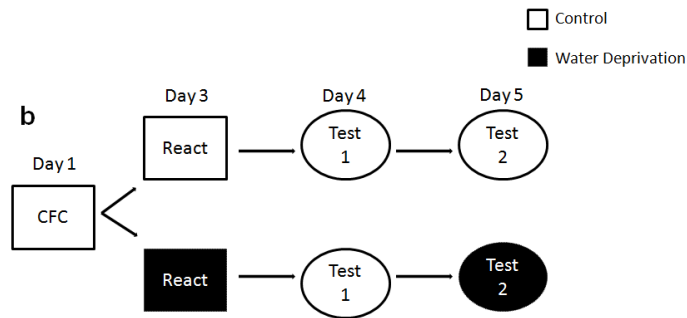 Control
Water Deprivation
b
Day 3
Day 4
Day 5
Day 1
React
Test
1
Test
2
CFC
React
Test
1
Test
2